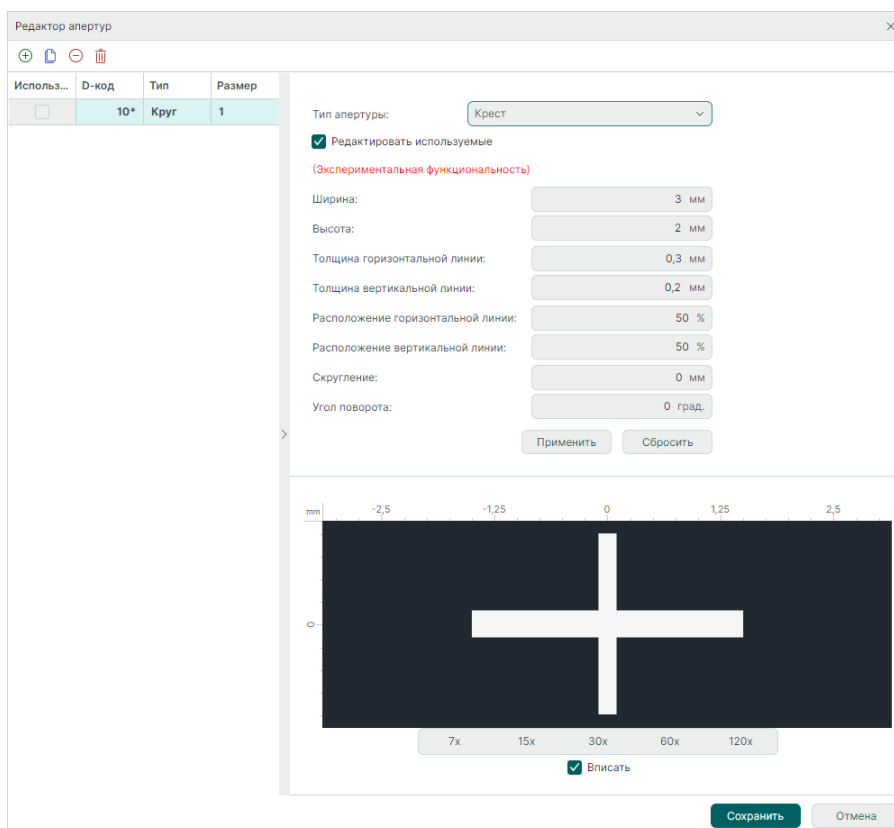 Редактор апертур
Использ... D-код Тип Размер
10* Круг 1
Тип апертуры: Крест
Редактировать используемые
(Экспериментальная функциональность)
Ширина: 3 мм
Высота: 2 мм
Толщина горизонтальной линии: 0,3 мм
Толщина вертикальной линии: 0,2 мм
Расположение горизонтальной линии: 50 %
Расположение вертикальной линии: 50 %
Скругление: 0 мм
Угол поворота: 0 град.
Применить Сбросить
mm -2,5 -1,25 0 1,25 2,5
0
7x 15x 30x 60x 120x
Вписать
Сохранить Отмена